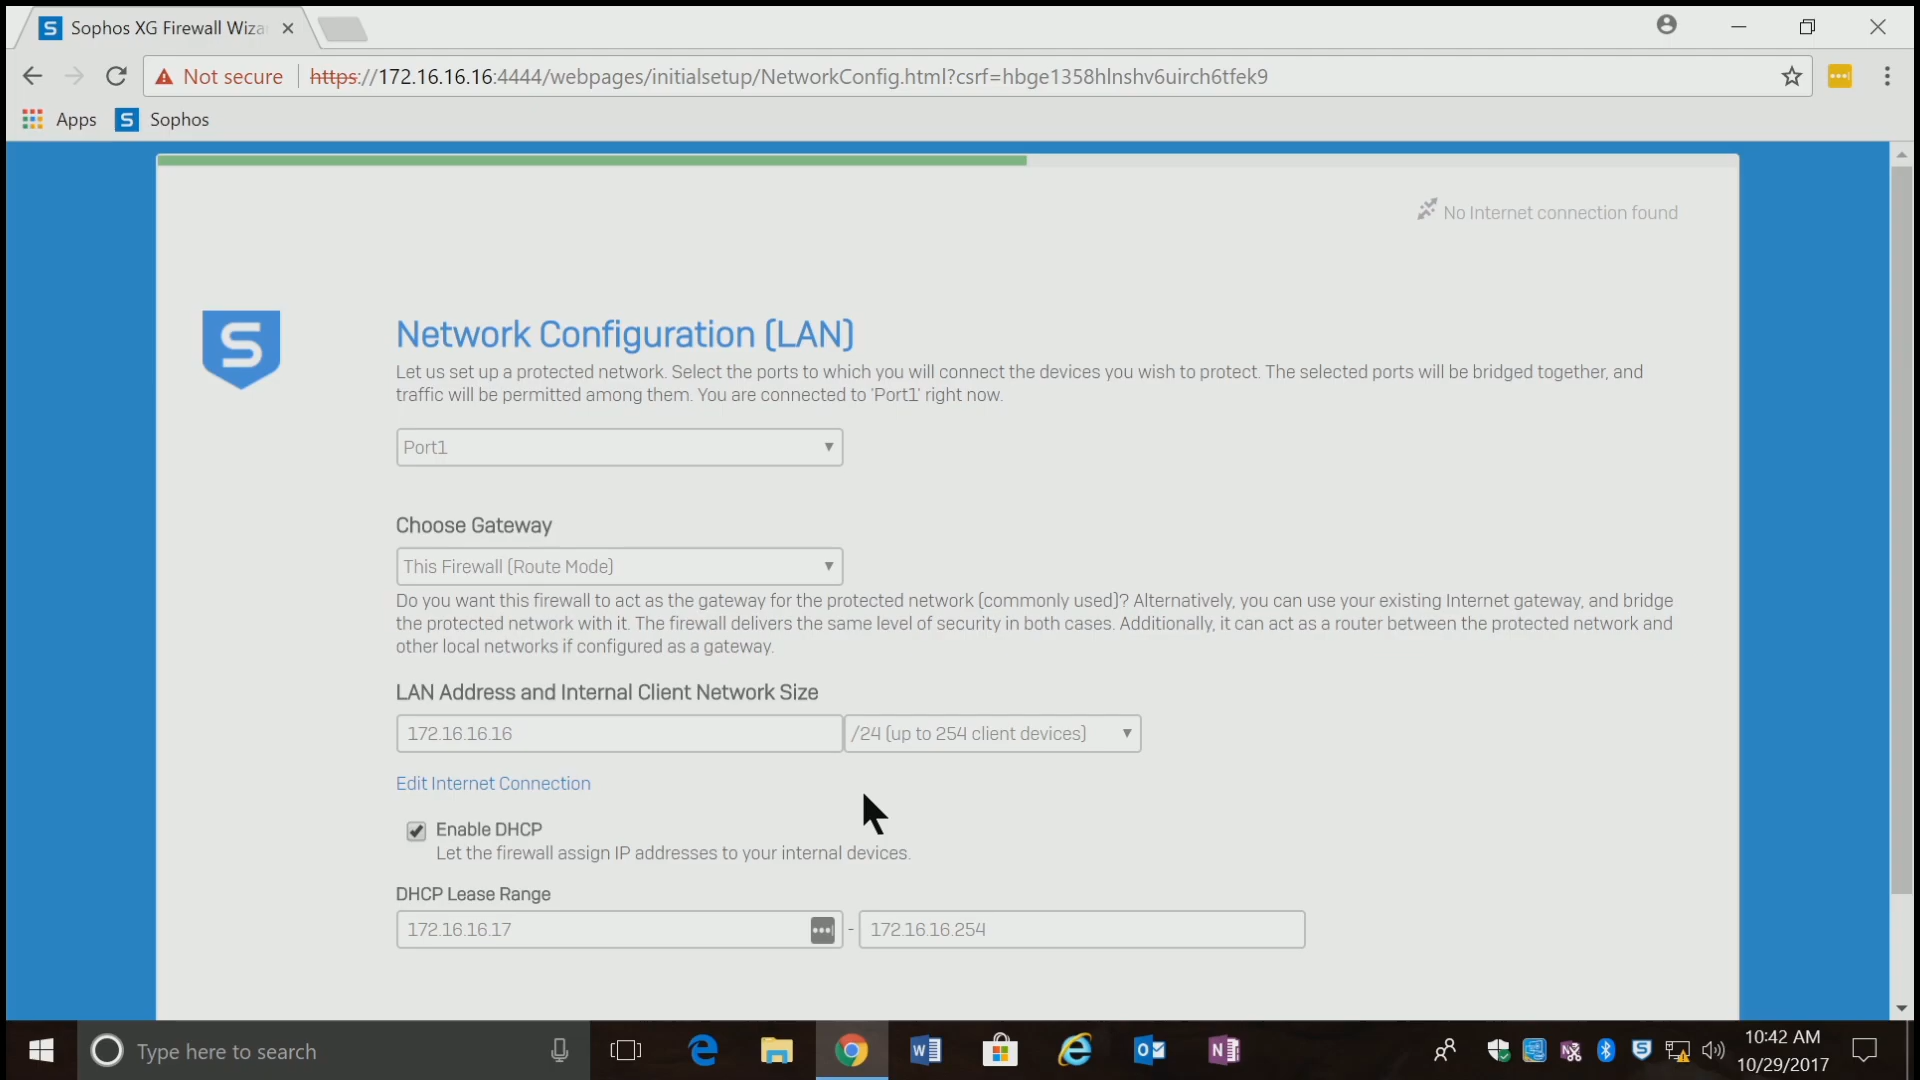 Sophos XG Firewall Wiza
Not secure https://172.16.16.16:4444/webpages/initialsetup/NetworkConfig.html?csrf=hbge1358hlnshv6uirch6tfek9
Apps Sophos
No Internet connection found
Network Configuration (LAN)
Let us set up a protected network. Select the ports to which you will connect the devices you wish to protect. The selected ports will be bridged together, and
traffic will be permitted among them. You are connected to 'Port1' right now.
Port1
Choose Gateway
This Firewall (Route Mode)
Do you want this firewall to act as the gateway for the protected network (commonly used)? Alternatively, you can use your existing Internet gateway, and bridge
the protected network with it. The firewall delivers the same level of security in both cases. Additionally, it can act as a router between the protected network and
other local networks if configured as a gateway.
LAN Address and Internal Client Network Size
172.16.16.16 /24 (up to 254 client devices)
Edit Internet Connection
Enable DHCP
Let the firewall assign IP addresses to your internal devices.
DHCP Lease Range
172.16.16.17 - 172.16.16.254
Type here to search
10:42 AM
10/29/2017